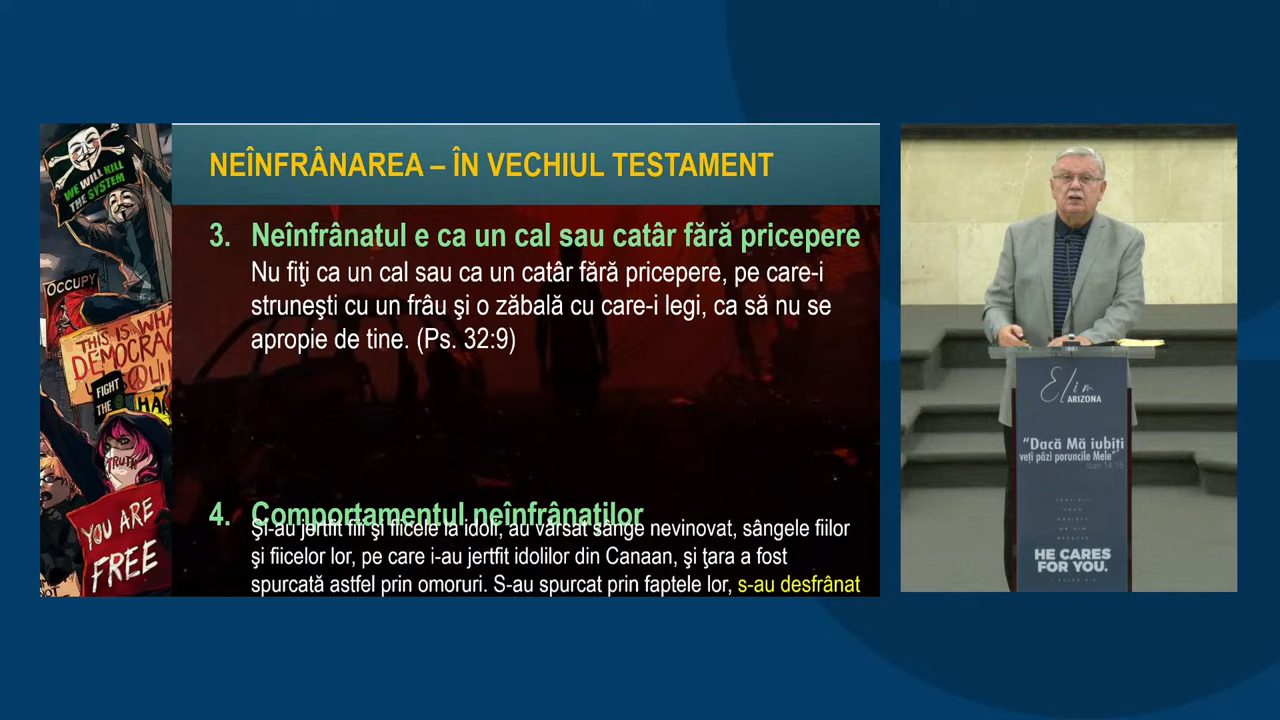 WE WILL KILL
THE SYSTEM
OCCUPY
THIS IS WHA
DEMOCRAC
FIGHT
THE
TRUTH
YOU ARE
FREE
NEÎNFRÂNAREA – ÎN VECHIUL TESTAMENT
3. Neînfrânatul e ca un cal sau catâr fără pricepere
Nu fiţi ca un cal sau ca un catâr fără pricepere, pe care-i
struneşti cu un frâu şi o zăbală cu care-i legi, ca să nu se
apropie de tine. (Ps. 32:9)
4. Comportamentul neînfrânaţilor
Şi-au jertfit fiii şi fiicele la idoli, au vărsat sânge nevinovat, sângele fiilor
şi fiicelor lor, pe care i-au jertfit idolilor din Canaan, şi ţara a fost
spurcată astfel prin omoruri. S-au spurcat prin faptele lor, s-au desfrânat
Elim
ARIZONA
“Dacă Mă iubiți
veți păzi poruncile Mele”
Ioan 14:15
HE CARES
FOR YOU.